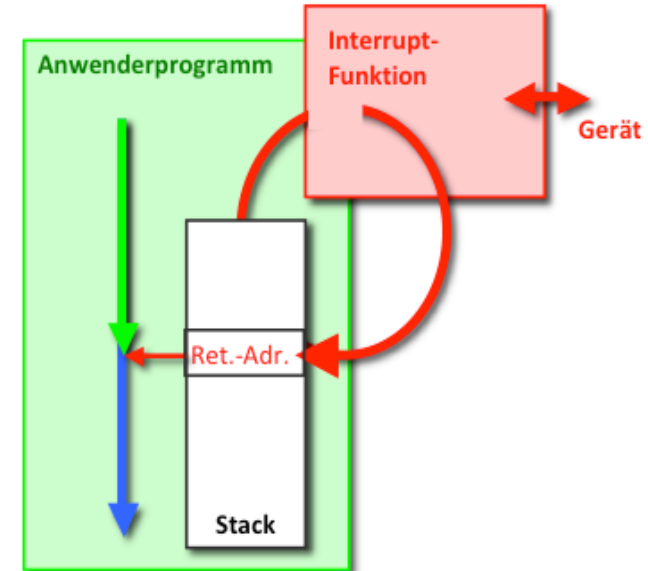 Anwenderprogramm
Interrupt-
Funktion
Gerät
Ret.-Adr.
Stack